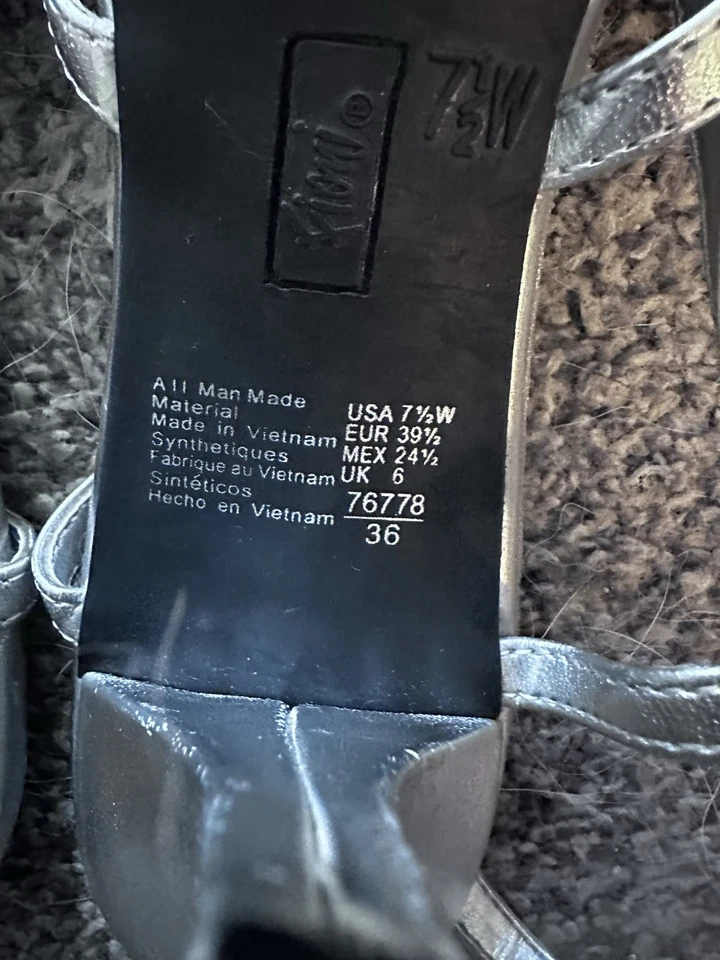 Kioni ®
7½W
All Man Made
Material
Made in Vietnam
Synthetiques
Fabrique au Vietnam
Sintéticos
Hecho en Vietnam
USA 7½W
EUR 39½
MEX 24½
UK 6
76778
36